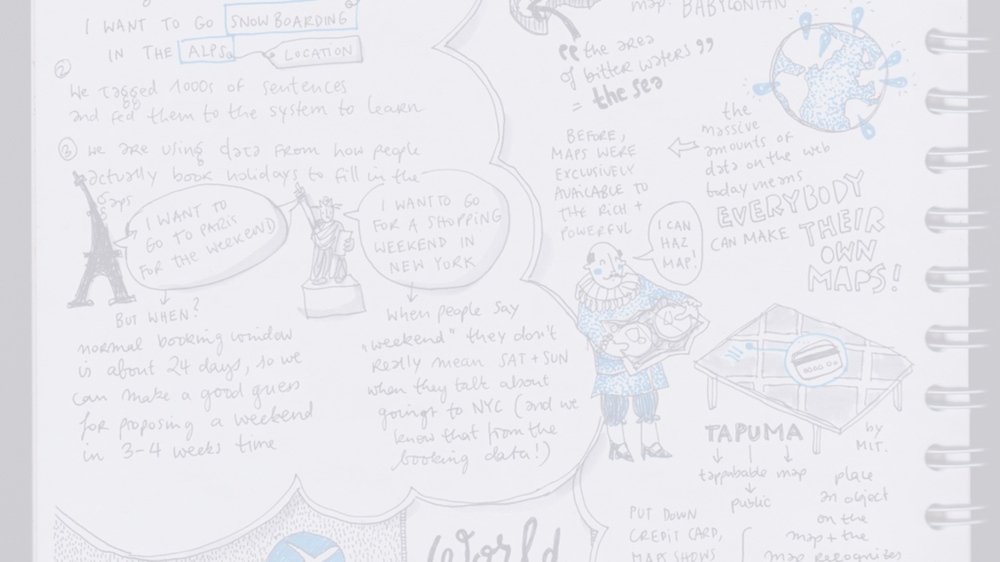 I WANT TO GO SNOWBOARDING
IN THE ALPS LOCATION
②
We tagged 1000s of sentences
and fed them to the system to learn
③ We are using data from how people
actually book holidays to fill in the
gaps
I WANT TO
GO TO PARIS
FOR THE WEEKEND
BUT WHEN?
normal booking window
is about 24 days, so we
can make a good guess
for proposing a weekend
in 3-4 weeks time
I WANT TO GO
FOR A SHOPPING
WEEKEND IN
NEW YORK
When people say
"weekend" they don't
really mean SAT + SUN
when they talk about
going to NYC (and we
know that from the
booking data!)
World
map. BABYLONIAN
"the area
of bitter waters"
= the sea
the
massive
amounts of
data on the web
today means
EVERYBODY
CAN MAKE THEIR
OWN
MAPS!
BEFORE,
MAPS WERE
EXCLUSIVELY
AVAILABLE TO
THE RICH +
POWERFUL
I CAN
HAZ
MAP!
TAPUMA
by
MIT.
tappabable map
public
place
an object
on the
map + the
map recognizes
PUT DOWN
CREDIT CARD,
MAP SHOWS